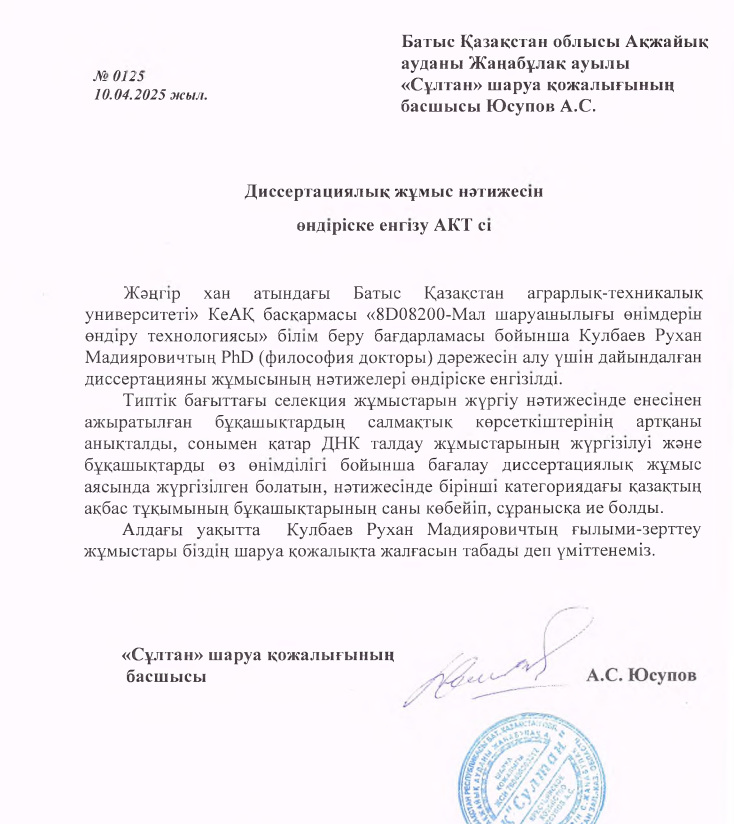 Батыс Қазақстан облысы Ақжайық
ауданы Жаңабұлақ ауылы
«Сұлтан» шаруа қожалығының
басшысы Юсупов А.С.
№ 0125
10.04.2025 жыл.
Диссертациялық жұмыс нәтижесін
өндіріске енгізу АКТ сі
Жәңгір хан атындағы Батыс Қазақстан аграрлық-техникалық
университеті» КеАҚ басқармасы «8D08200-Мал шаруашылығы өнімдерін
өндіру технологиясы» білім беру бағдарламасы бойынша Кулбаев Рухан
Мадияровичтың PhD (философия докторы) дәрежесін алу үшін дайындалған
диссертацияны жұмысының нәтижелері өндіріске енгізілді.
Типтік бағыттағы селекция жұмыстарын жүргіу нәтижесінде енесінен
ажыратылған бұқашықтардың салмақтық көрсеткіштерінің артқаны
анықталды, сонымен қатар ДНК талдау жұмыстарының жүргізілуі және
бұқашықтарды өз өнімділігі бойынша бағалау диссертациялық жұмыс
аясында жүргізілген болатын, нәтижесінде бірінші категориядағы қазақтың
ақбас тұқымының бұқашықтарының саны көбейіп, сұранысқа ие болды.
Алдағы уақытта Кулбаев Рухан Мадияровичтың ғылыми-зерттеу
жұмыстары біздің шаруа қожалықта жалғасын табады деп үміттенеміз.
«Сұлтан» шаруа қожалығының
басшысы
А.С. Юсупов
"Султан"